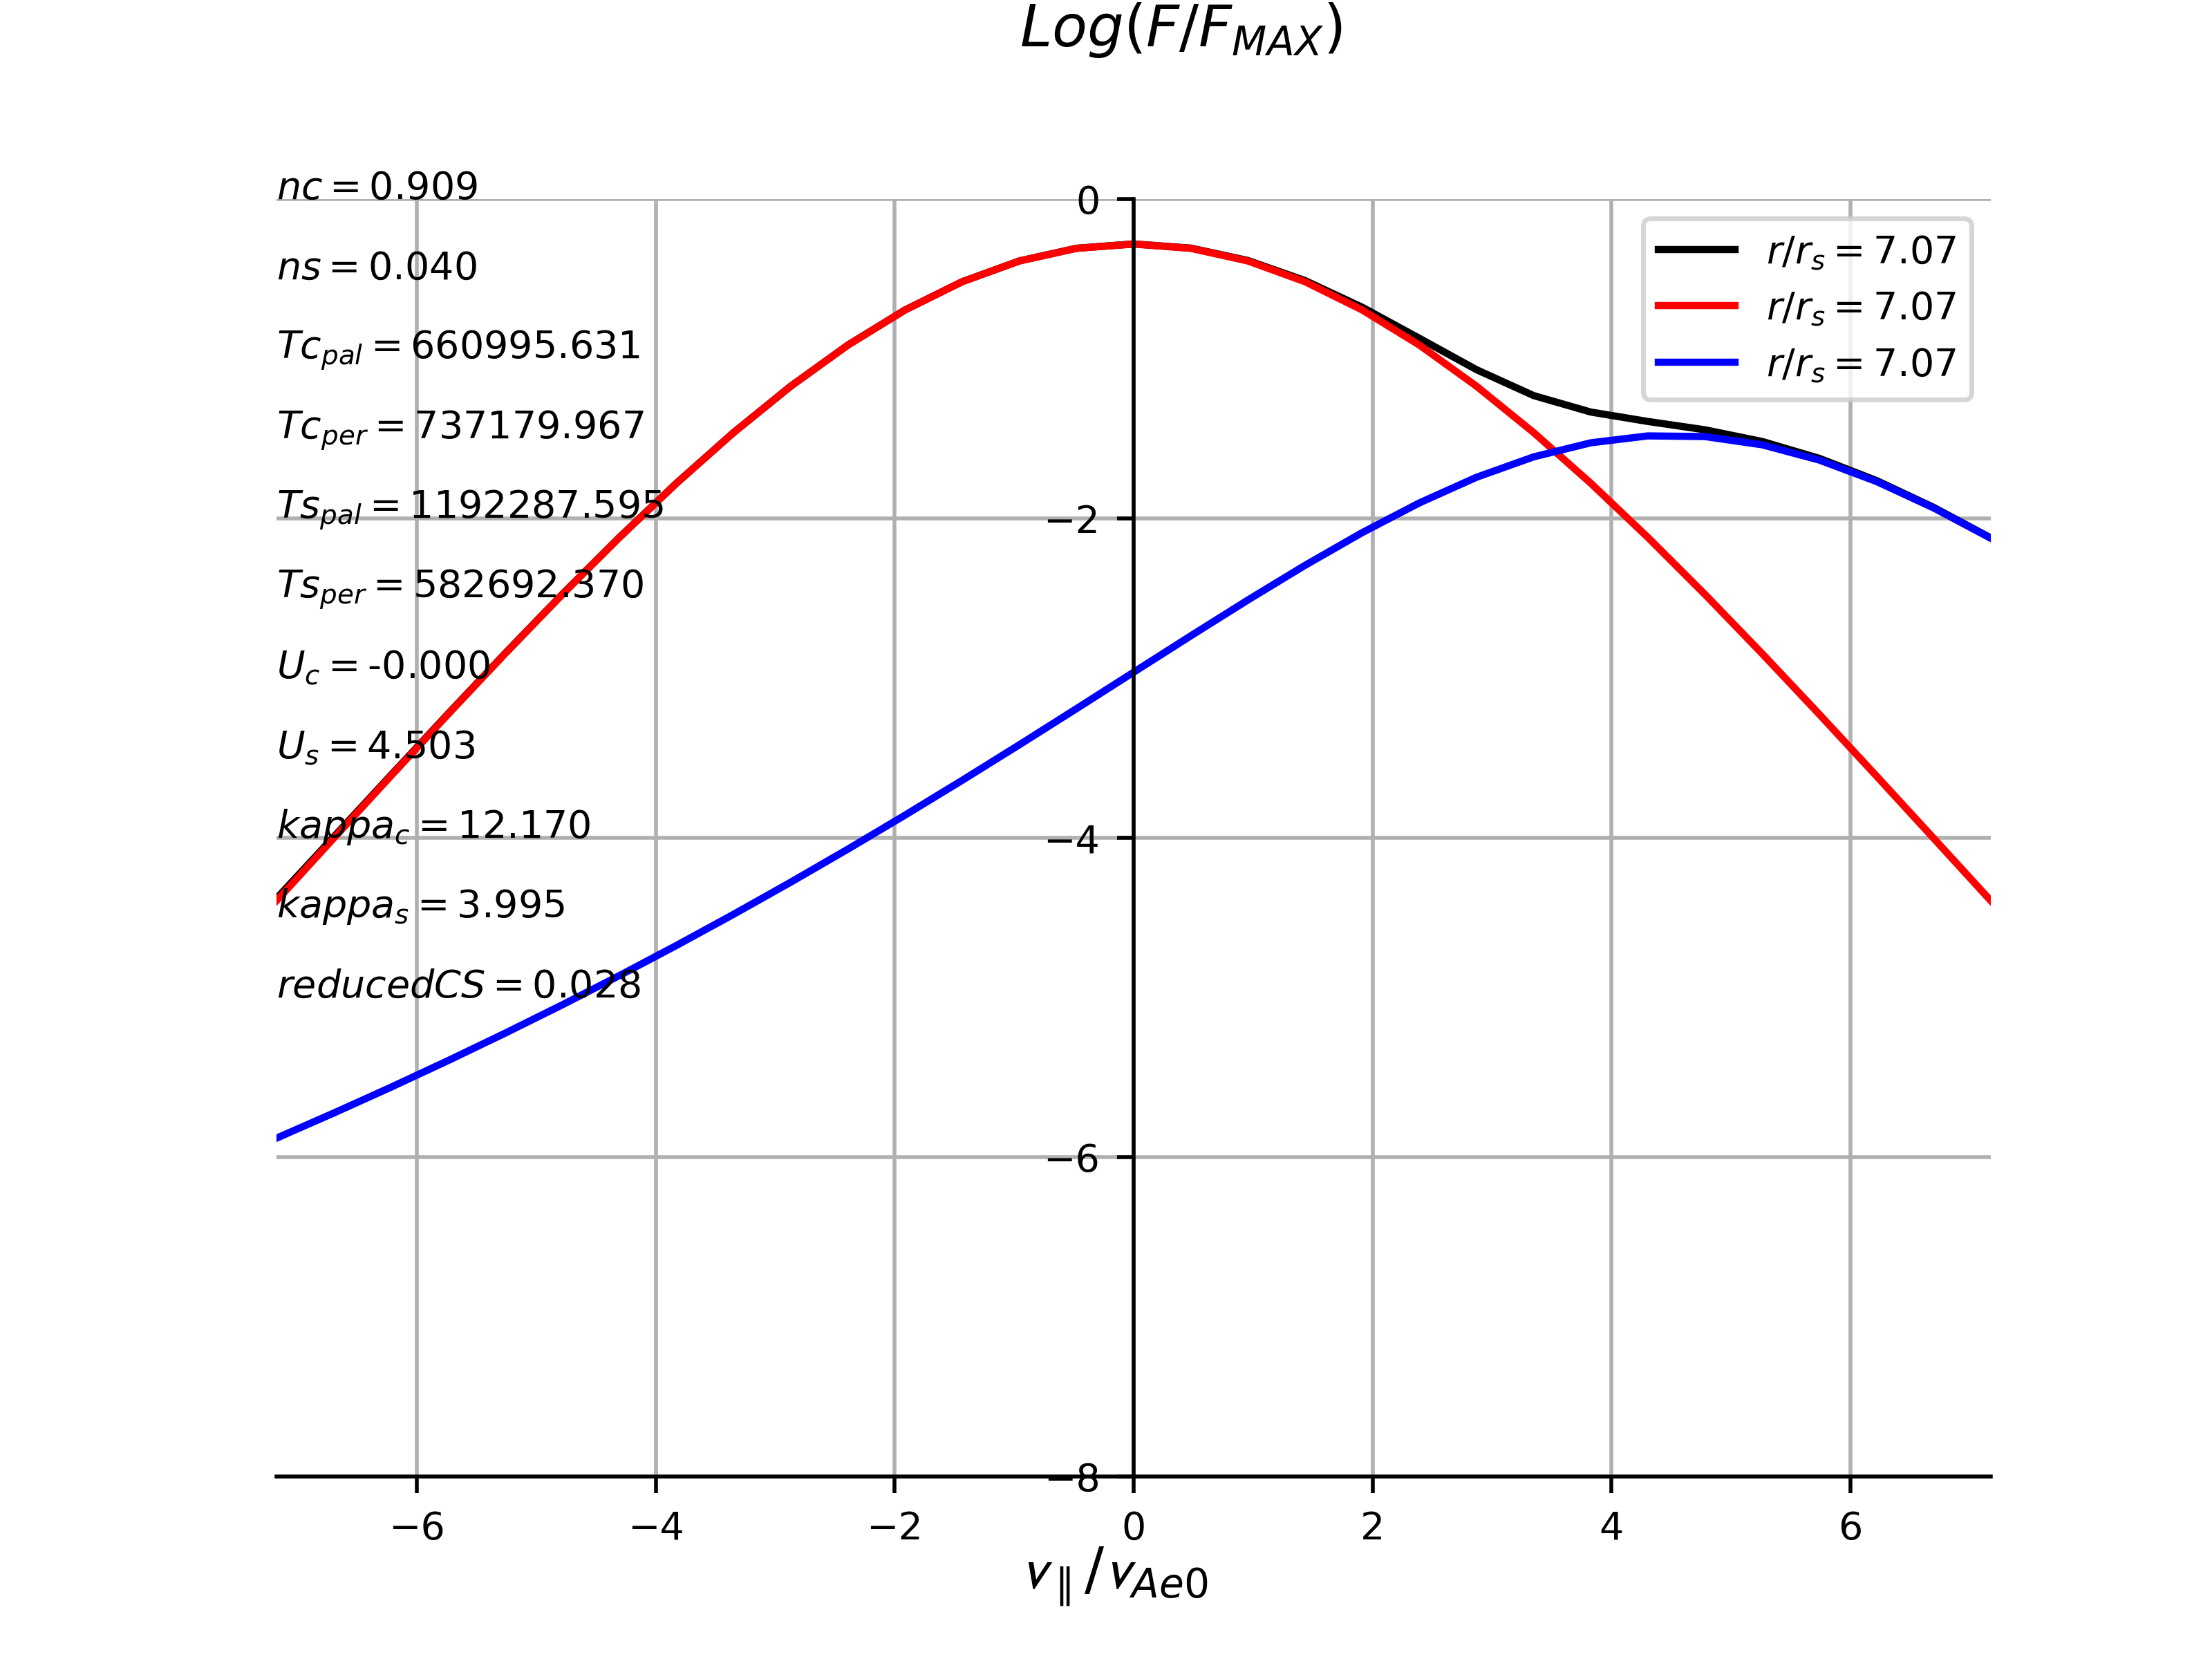 Log(F/F_MAX)
nc = 0.909
ns = 0.040
Tc_pal = 660995.631
Tc_per = 737179.967
Ts_pal = 1192287.595
Ts_per = 582692.370
U_c = -0.000
U_s = 4.503
kappa_c = 12.170
kappa_s = 3.995
reducedCS = 0.028
r/r_s = 7.07
r/r_s = 7.07
r/r_s = 7.07
0
−2
−4
−6
−8
−6 −4 −2 0 2 4 6
v_∥/v_Ae0